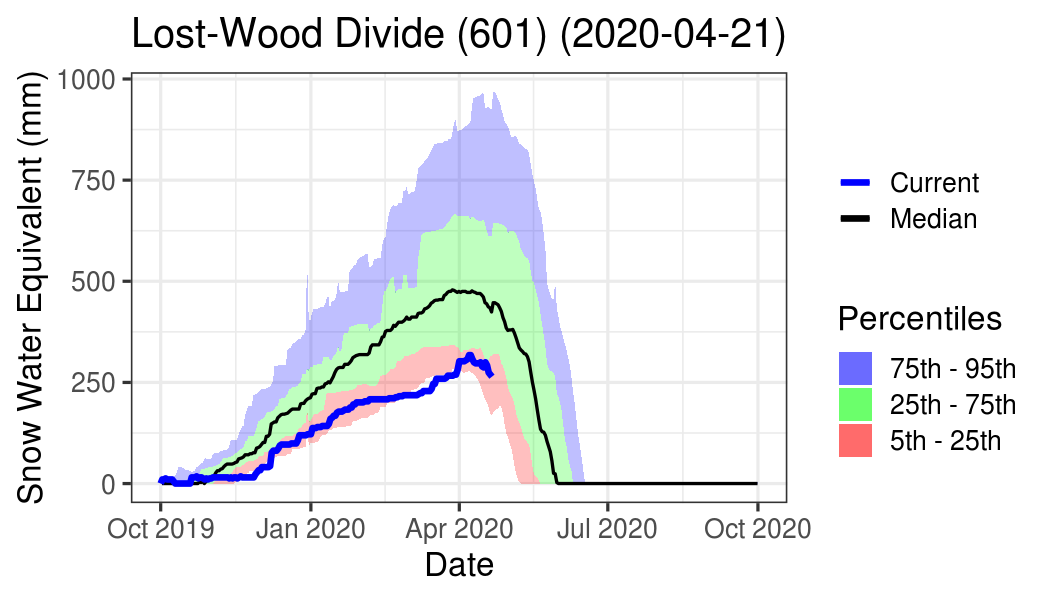 Lost-Wood Divide (601) (2020-04-21)
Snow Water Equivalent (mm)
1000
750
500
250
0
Oct 2019 Jan 2020 Apr 2020 Jul 2020 Oct 2020
Date
Current
Median
Percentiles
75th - 95th
25th - 75th
5th - 25th